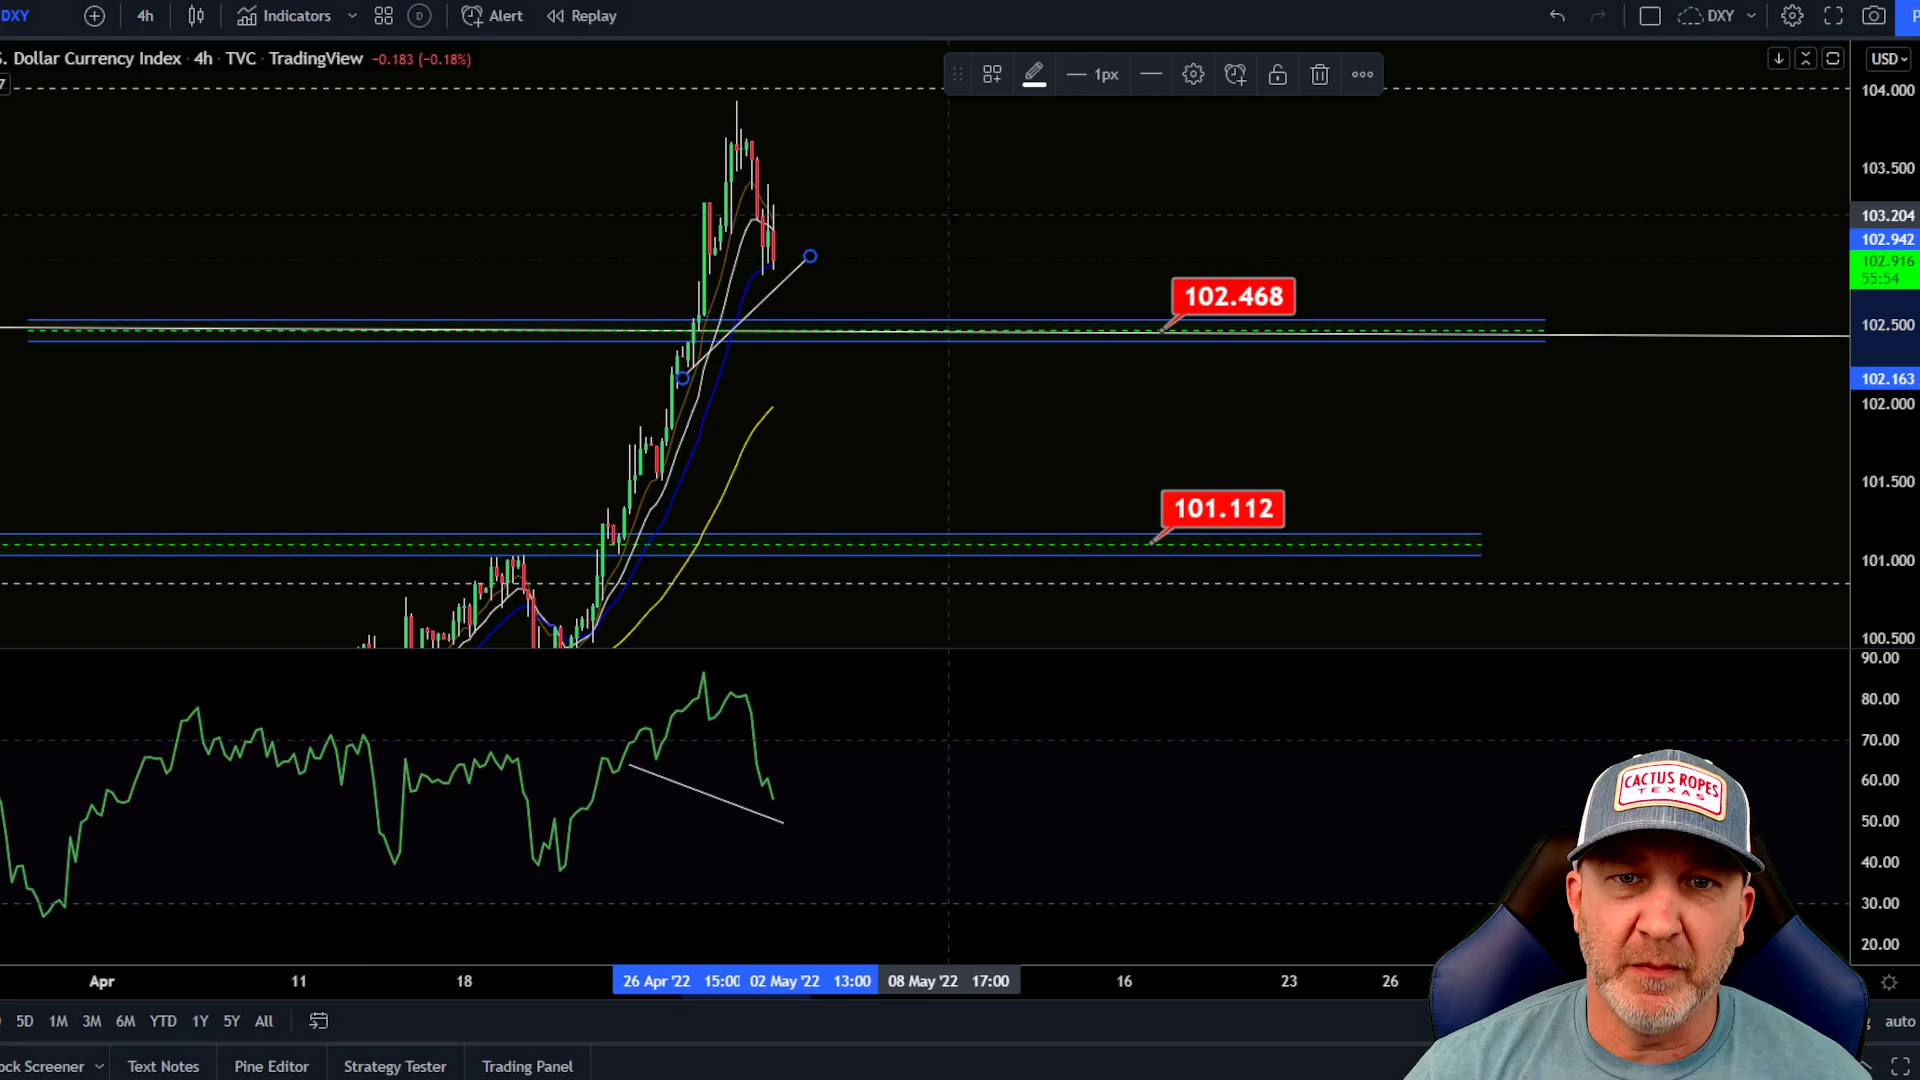 DXY 4h Indicators D Alert Replay DXY
. Dollar Currency Index · 4h · TVC · TradingView −0.183 (−0.18%)
7
1px
USD
104.000
103.500
103.204
102.942
102.916
55:54
102.500
102.163
102.000
101.500
101.000
100.500
102.468
101.112
90.00
80.00
70.00
60.00
50.00
40.00
30.00
20.00
CACTUS ROPES
TEXAS
Apr 11 18 26 Apr '22 15:00 02 May '22 13:00 08 May '22 17:00 16 23 26
5D 1M 3M 6M YTD 1Y 5Y All auto
ock Screener Text Notes Pine Editor Strategy Tester Trading Panel